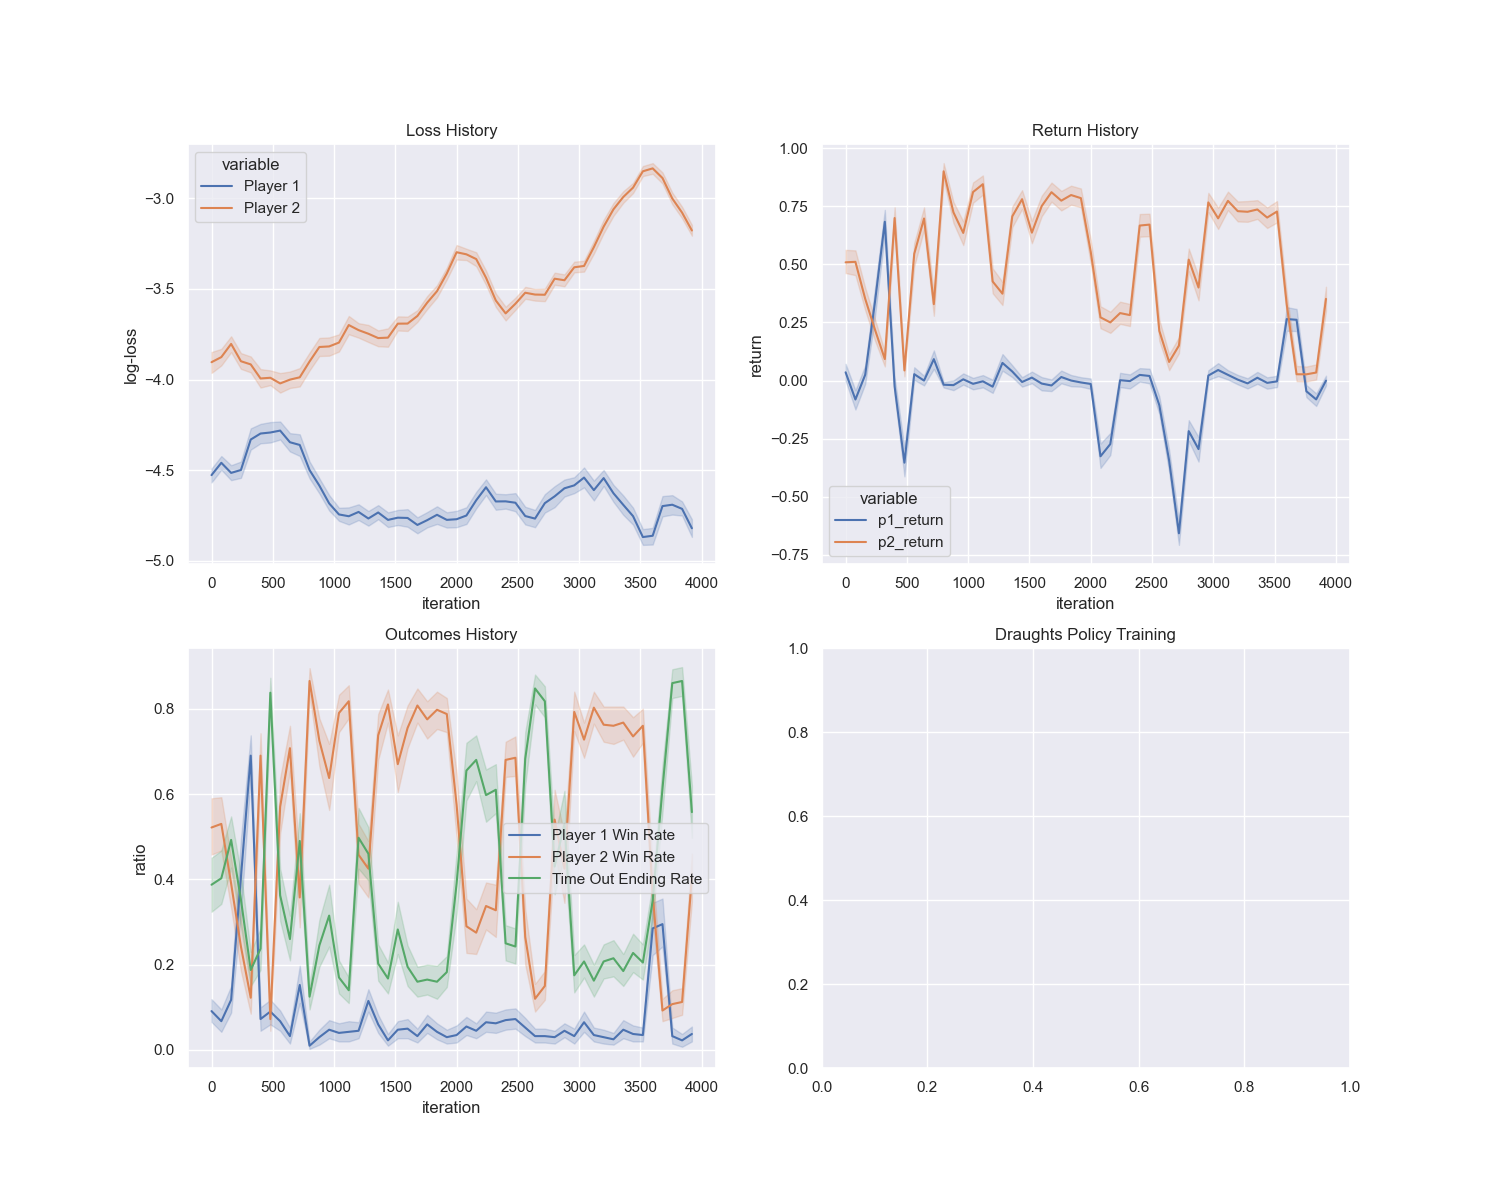 Loss History
variable
Player 1
Player 2
−3.0
−3.5
−4.0
−4.5
−5.0
log-loss
0 500 1000 1500 2000 2500 3000 3500 4000
iteration
Return History
1.00
0.75
0.50
0.25
0.00
−0.25
−0.50
−0.75
return
variable
p1_return
p2_return
0 500 1000 1500 2000 2500 3000 3500 4000
iteration
Outcomes History
0.8
0.6
0.4
0.2
0.0
ratio
Player 1 Win Rate
Player 2 Win Rate
Time Out Ending Rate
0 500 1000 1500 2000 2500 3000 3500 4000
iteration
Draughts Policy Training
1.0
0.8
0.6
0.4
0.2
0.0
0.0 0.2 0.4 0.6 0.8 1.0